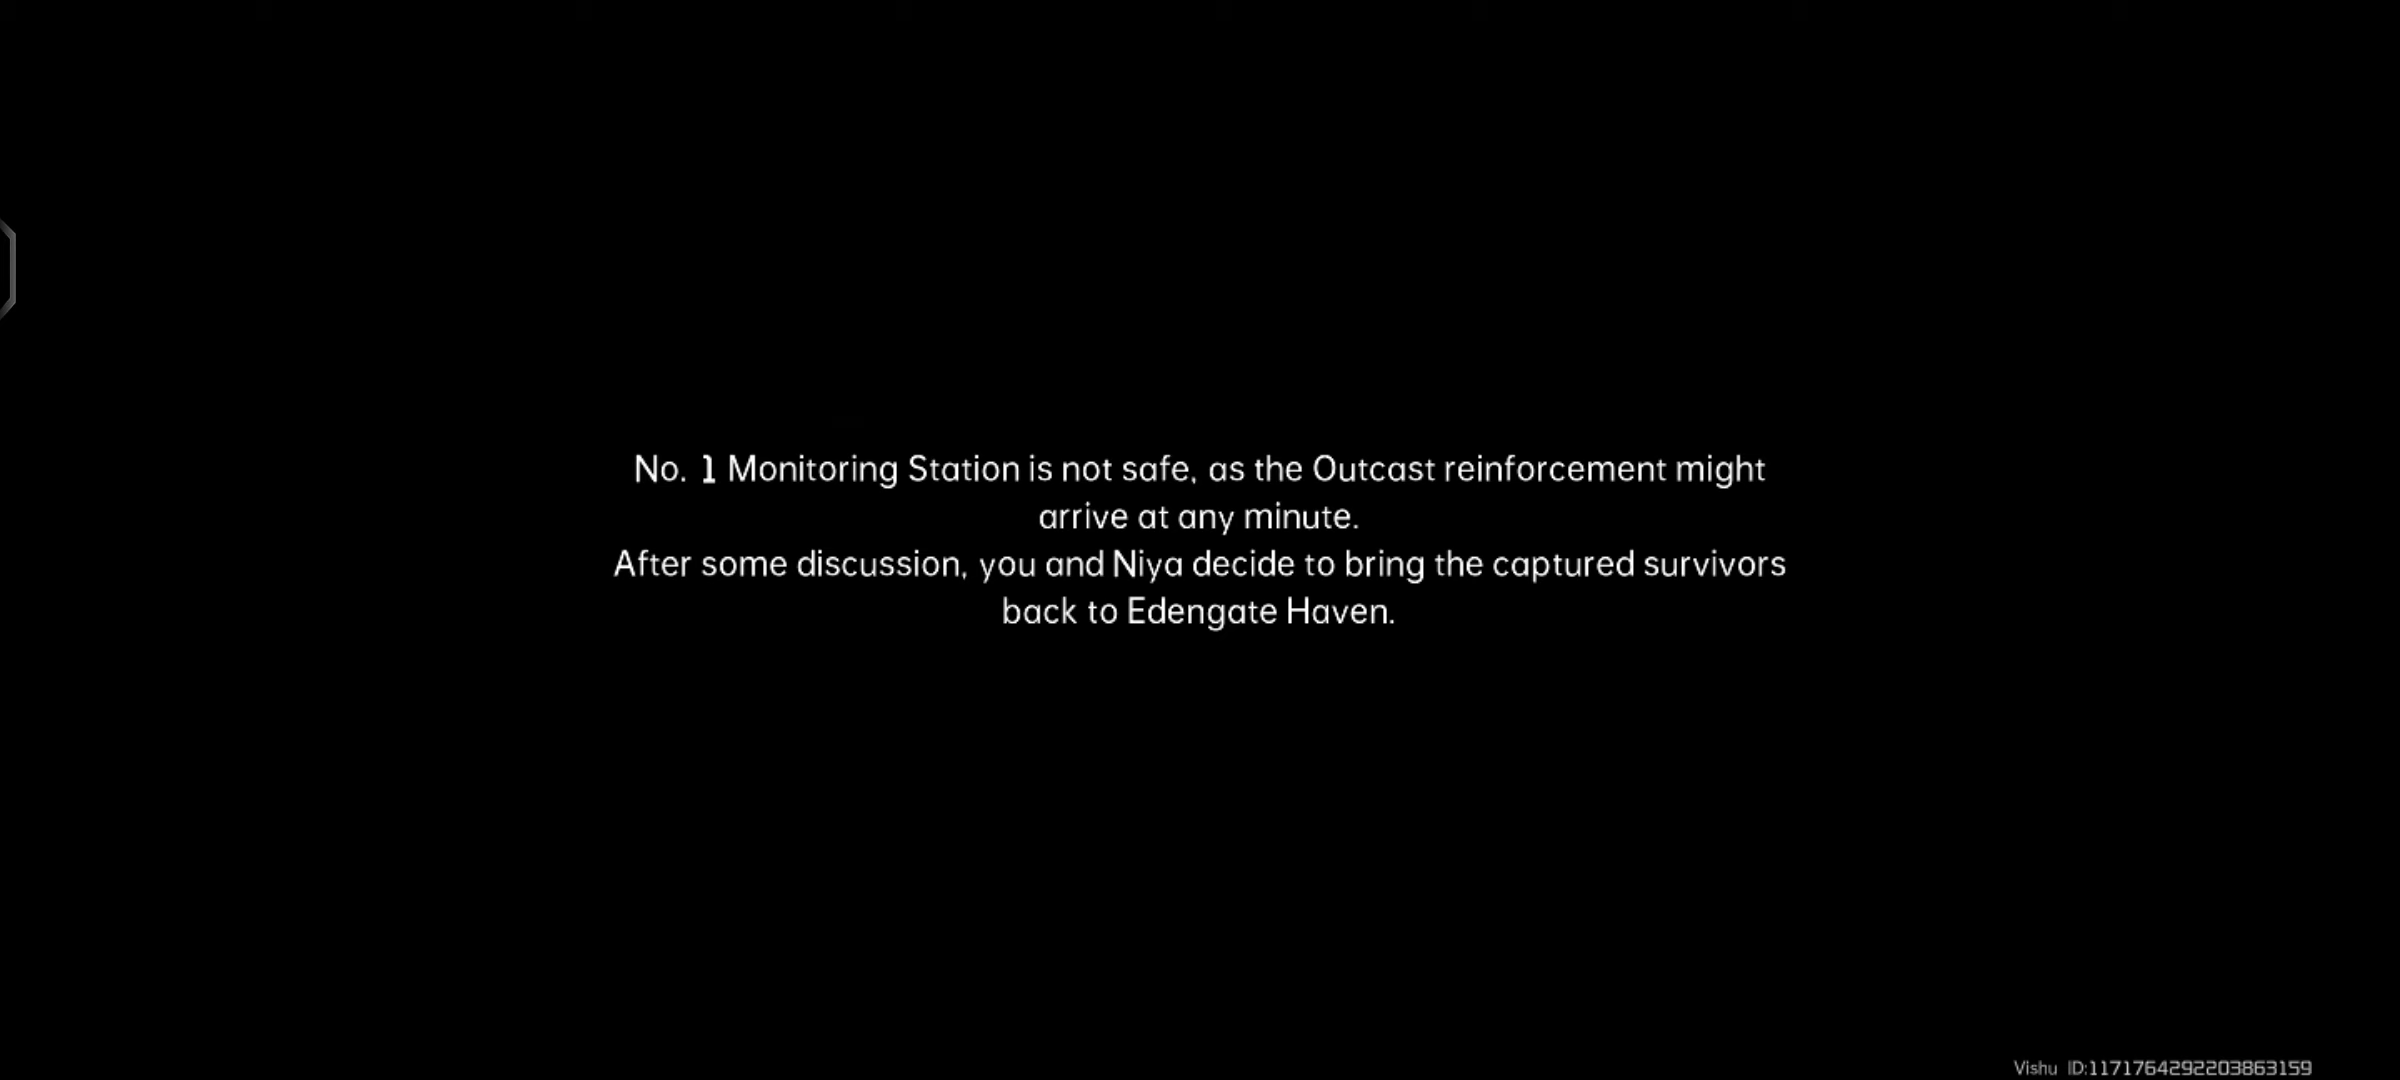 No. 1 Monitoring Station is not safe, as the Outcast reinforcement might
arrive at any minute.
After some discussion, you and Niya decide to bring the captured survivors
back to Edengate Haven.
Vishu ID:1171764292203863159